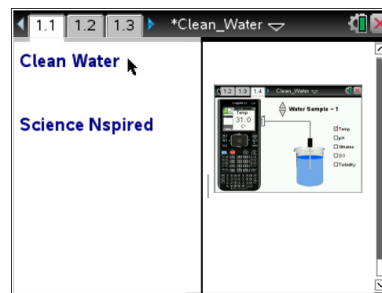 1.1 1.2 1.3 *Clean_Water
Clean Water
Science Nspired
1.2 1.3 1.4 Clean_Water
Temp
31.0
Water Sample = 1
Temp
pH
Nitrates
DO
Turbidity